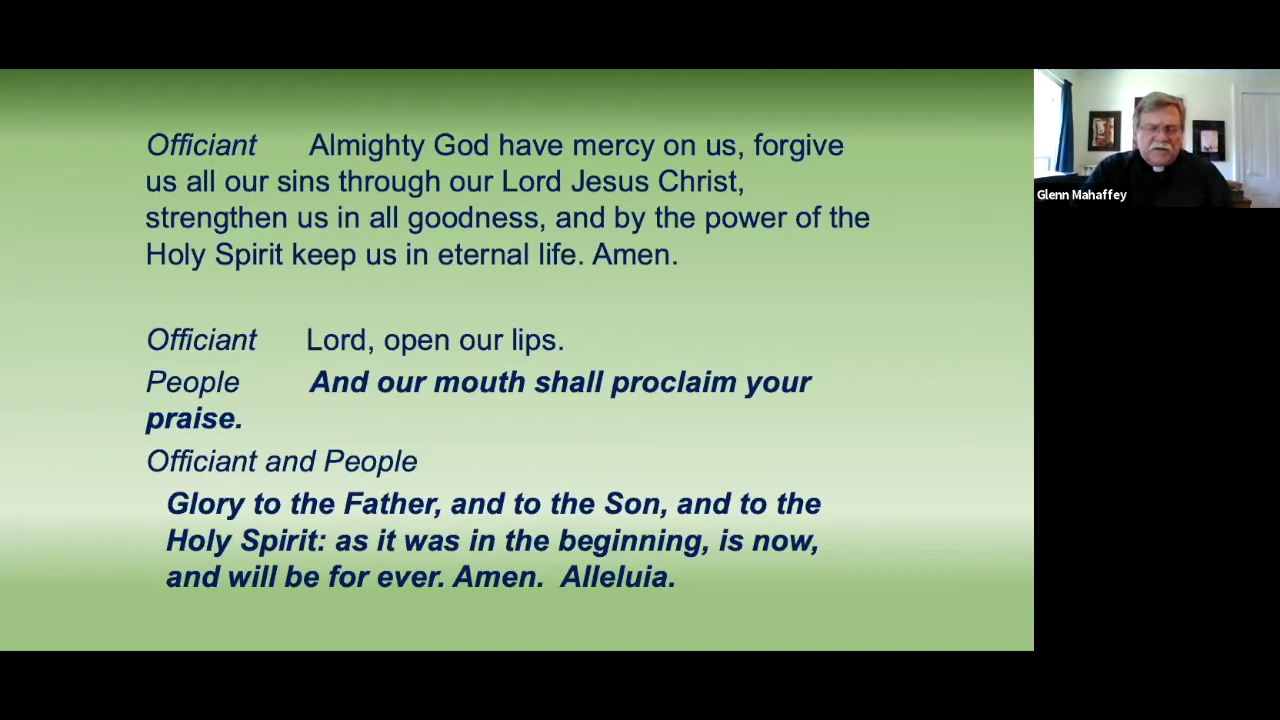 Officiant Almighty God have mercy on us, forgive
us all our sins through our Lord Jesus Christ,
strengthen us in all goodness, and by the power of the
Holy Spirit keep us in eternal life. Amen.
Officiant Lord, open our lips.
People And our mouth shall proclaim your
praise.
Officiant and People
Glory to the Father, and to the Son, and to the
Holy Spirit: as it was in the beginning, is now,
and will be for ever. Amen. Alleluia.
Glenn Mahaffey